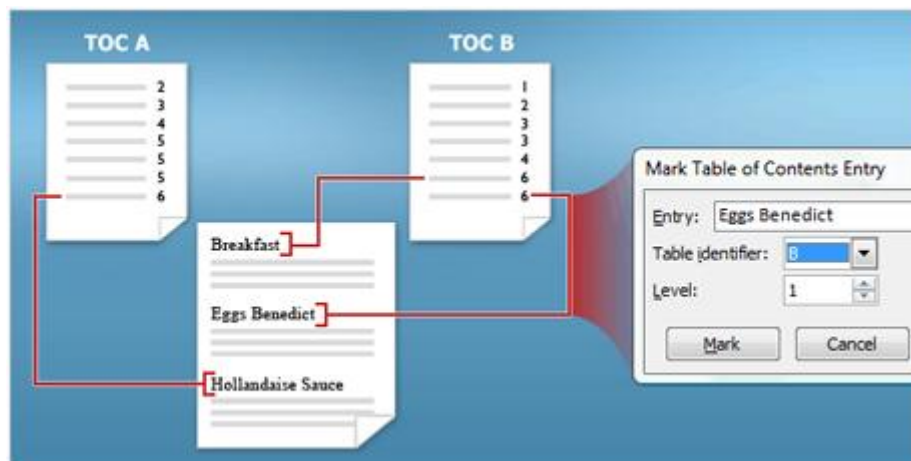 TOC A
2
3
4
5
5
5
6
TOC B
1
2
3
3
4
6
6
Breakfast
Eggs Benedict
Hollandaise Sauce
Mark Table of Contents Entry
Entry: Eggs Benedict
Table identifier: B
Level: 1
Mark Cancel